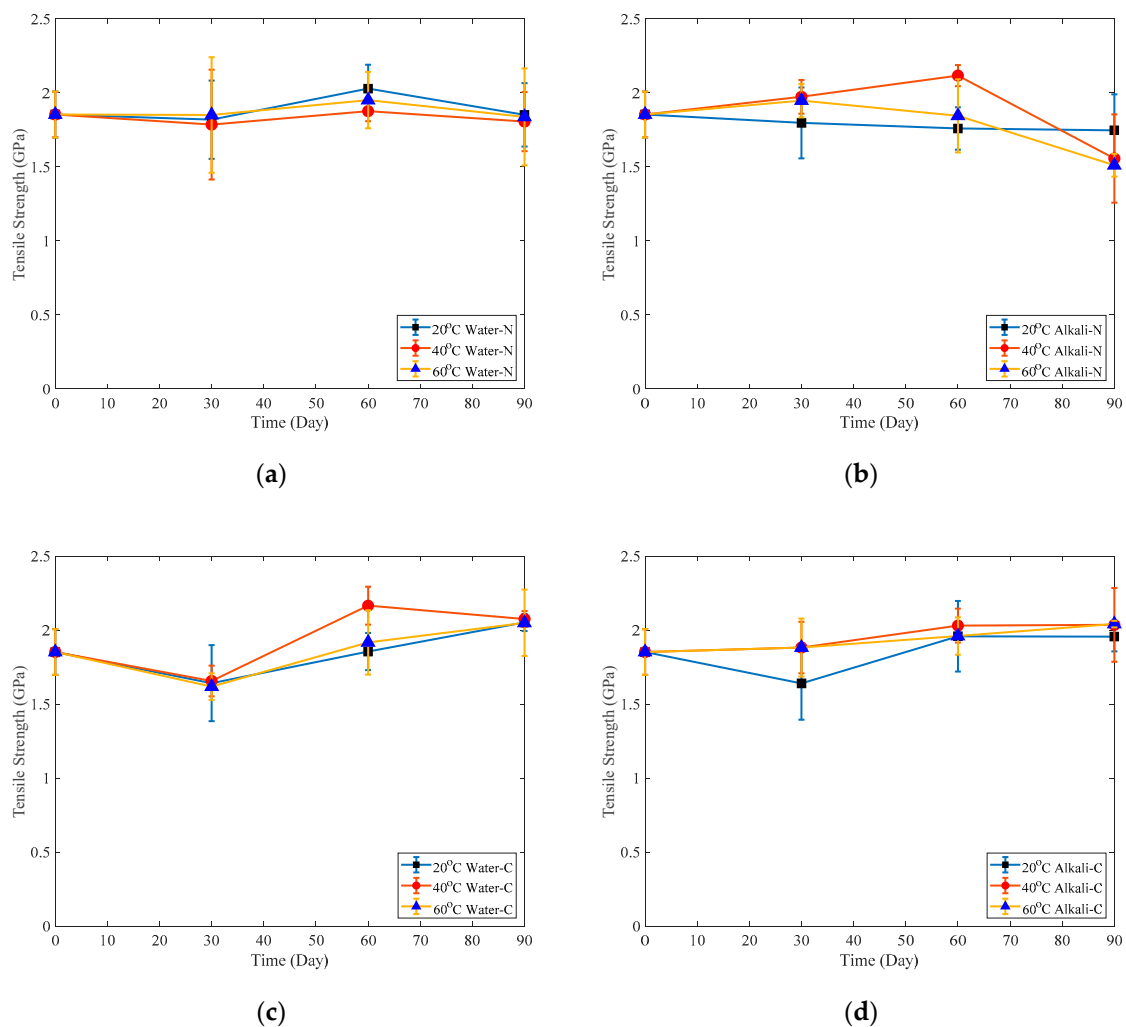 2.5
2
1.5
1
0.5
0
Tensile Strength (GPa)
20°C Water-N
40°C Water-N
60°C Water-N
0 10 20 30 40 50 60 70 80 90
Time (Day)
(a)
2.5
2
1.5
1
0.5
0
Tensile Strength (GPa)
20°C Alkali-N
40°C Alkali-N
60°C Alkali-N
0 10 20 30 40 50 60 70 80 90
Time (Day)
(b)
2.5
2
1.5
1
0.5
0
Tensile Strength (GPa)
20°C Water-C
40°C Water-C
60°C Water-C
0 10 20 30 40 50 60 70 80 90
Time (Day)
(c)
2.5
2
1.5
1
0.5
0
Tensile Strength (GPa)
20°C Alkali-C
40°C Alkali-C
60°C Alkali-C
0 10 20 30 40 50 60 70 80 90
Time (Day)
(d)